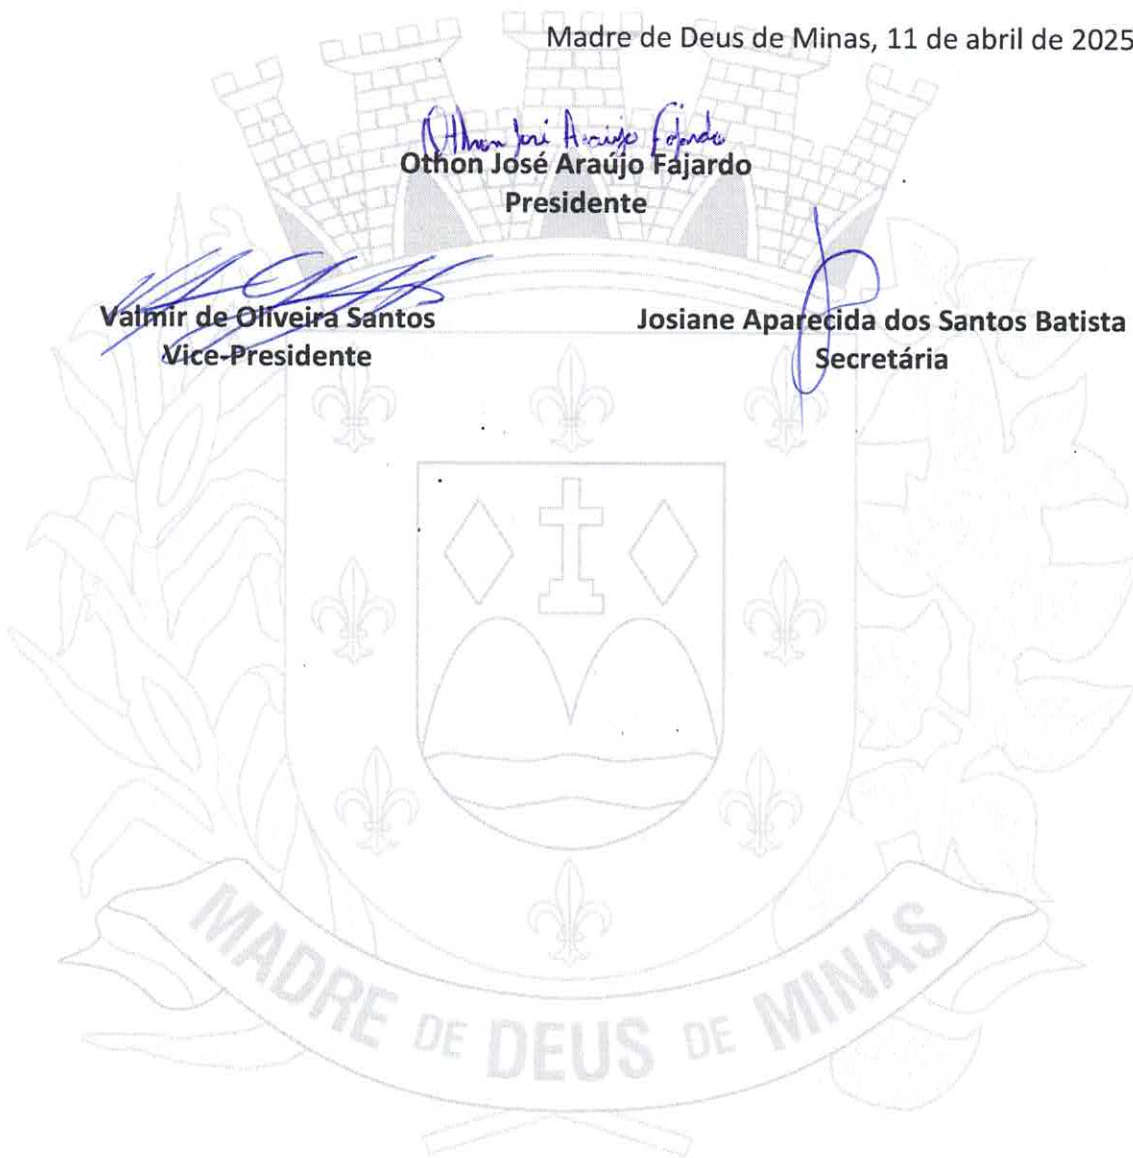 Madre de Deus de Minas, 11 de abril de 2025
Othon José Araújo Fajardo
Othon José Araújo Fajardo
Presidente
Valmir de Oliveira Santos
Vice-Presidente
Josiane Aparecida dos Santos Batista
Secretária
MADRE DE DEUS DE MINAS